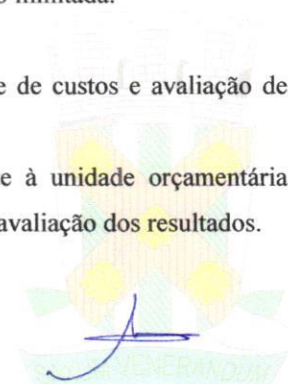 e de custos e avaliação de
e à unidade orçamentária
avaliação dos resultados.